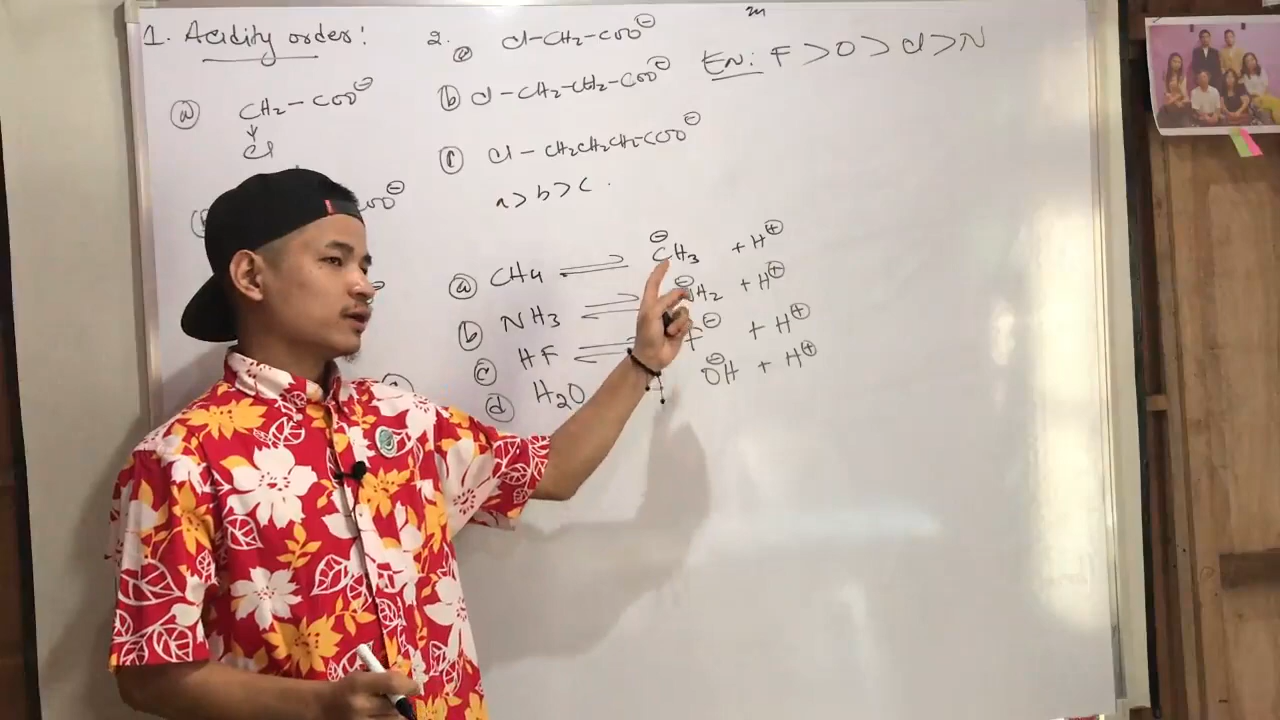 1. Acidity order:
ⓐ CH₂ – COO⊖
↓
Cl
COO⊖
2.
ⓐ Cl-CH₂-COO⊖
ⓑ Cl-CH₂-CH₂-COO⊖
ⓒ Cl-CH₂CH₂CH₂-COO⊖
a > b > c.
ⓐ CH₄ ⇌ ⊖CH₃ + H⊕
ⓑ NH₃ ⇌ ⊖NH₂ + H⊕
ⓒ HF ⇌ F⊖ + H⊕
ⓓ H₂O ⊖OH + H⊕
EN: F > O > Cl > N